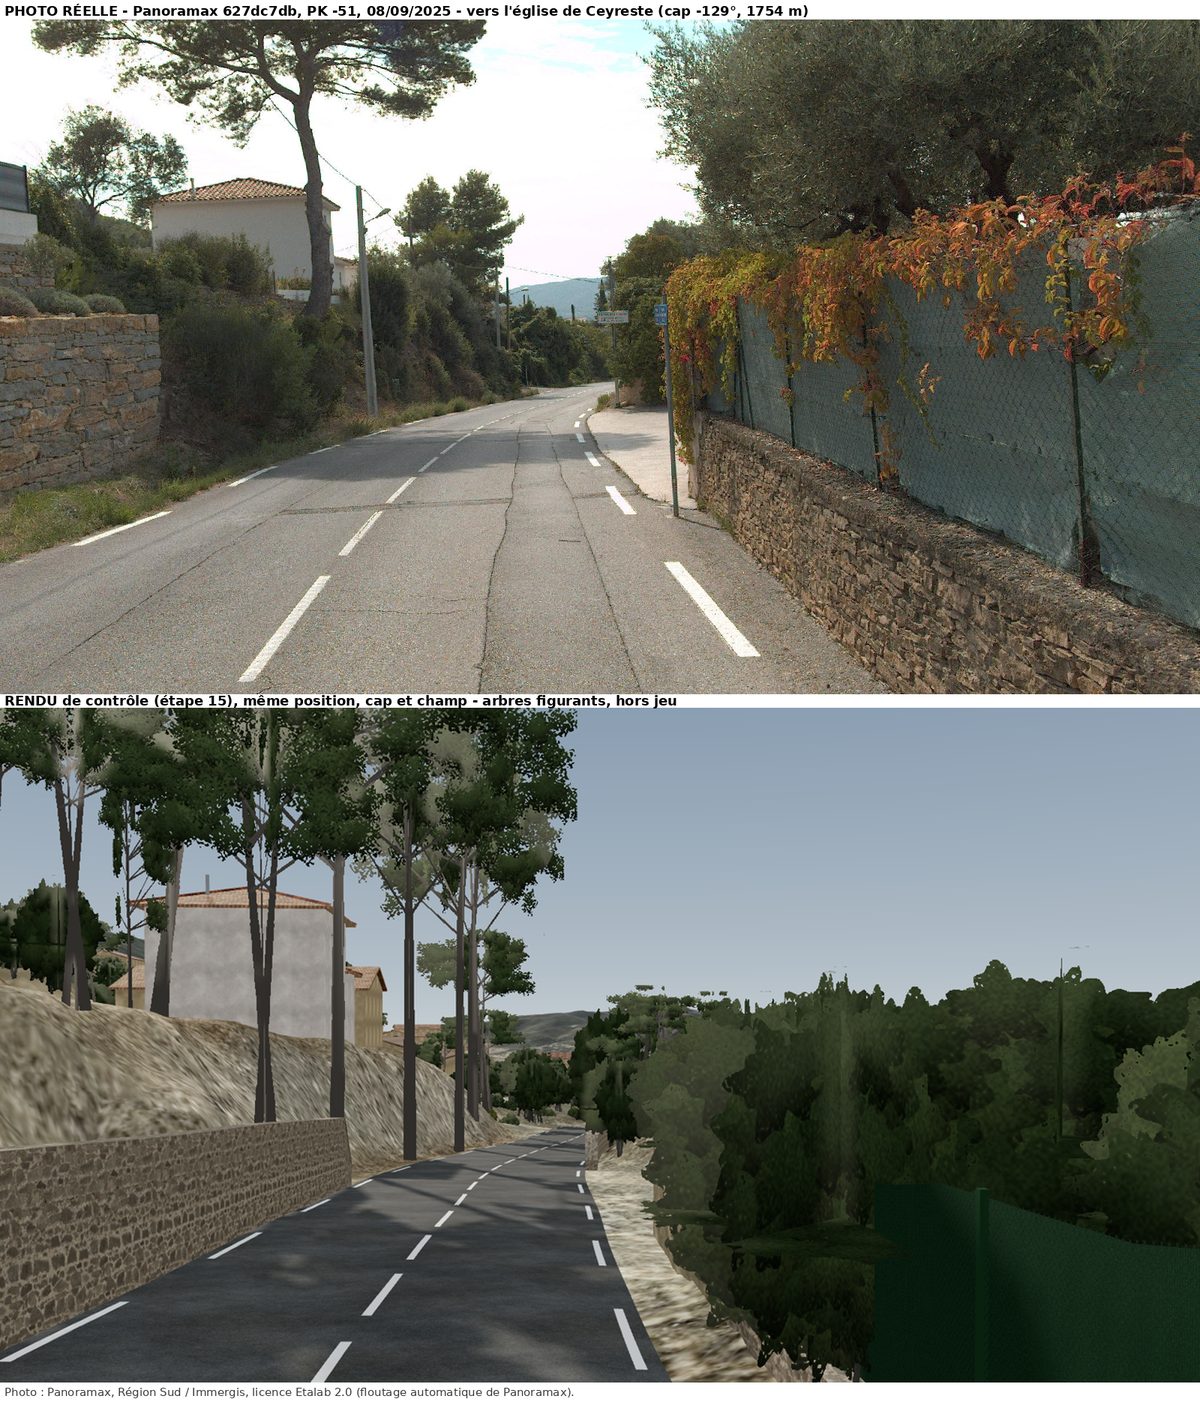 PHOTO RÉELLE - Panoramax 627dc7db, PK -51, 08/09/2025 - vers l'église de Ceyreste (cap -129°, 1754 m)
RENDU de contrôle (étape 15), même position, cap et champ - arbres figurants, hors jeu
Photo : Panoramax, Région Sud / Immergis, licence Etalab 2.0 (floutage automatique de Panoramax).